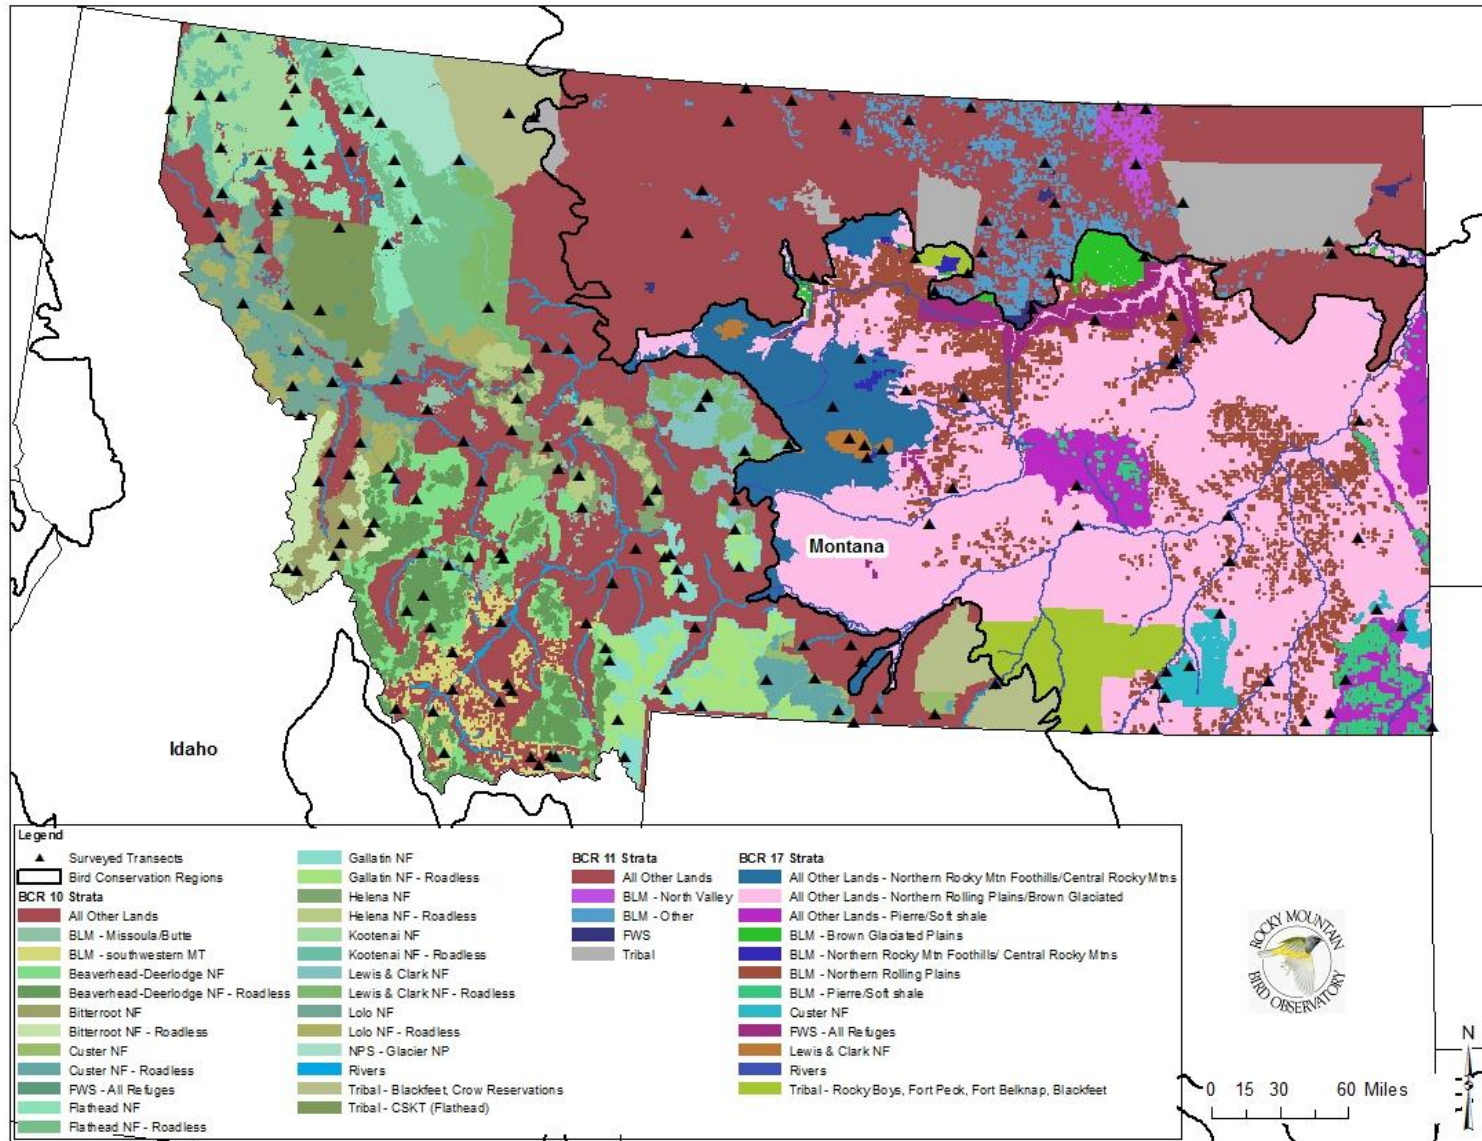 Montana
Idaho
Legend
Surveyed Transects
Bird Conservation Regions
BCR 10 Strata
All Other Lands
BLM - Missoula/Butte
BLM - southwestern MT
Beaverhead-Deerlodge NF
Beaverhead-Deerlodge NF - Roadless
Bitterroot NF
Bitterroot NF - Roadless
Custer NF
Custer NF - Roadless
FWS - All Refuges
Flathead NF
Flathead NF - Roadless
Gallatin NF
Gallatin NF - Roadless
Helena NF
Helena NF - Roadless
Kootenai NF
Kootenai NF - Roadless
Lewis & Clark NF
Lewis & Clark NF - Roadless
Lolo NF
Lolo NF - Roadless
NPS - Glacier NP
Rivers
Tribal - Blackfeet, Crow Reservations
Tribal - CSKT (Flathead)
BCR 11 Strata
All Other Lands
BLM - North Valley
BLM - Other
FWS
Tribal
BCR 17 Strata
All Other Lands - Northern Rocky Mtn Foothills/Central Rocky Mtns
All Other Lands - Northern Rolling Plains/Brown Glaciated
All Other Lands - Pierre/Soft shale
BLM - Brown Glaciated Plains
BLM - Northern Rocky Mtn Foothills/ Central Rocky Mtns
BLM - Northern Rolling Plains
BLM - Pierre/Soft shale
Custer NF
FWS - All Refuges
Lewis & Clark NF
Rivers
Tribal - Rocky Boys, Fort Peck, Fort Belknap, Blackfeet
ROCKY MOUNTAIN
BIRD OBSERVATORY
N
S
0 15 30 60 Miles